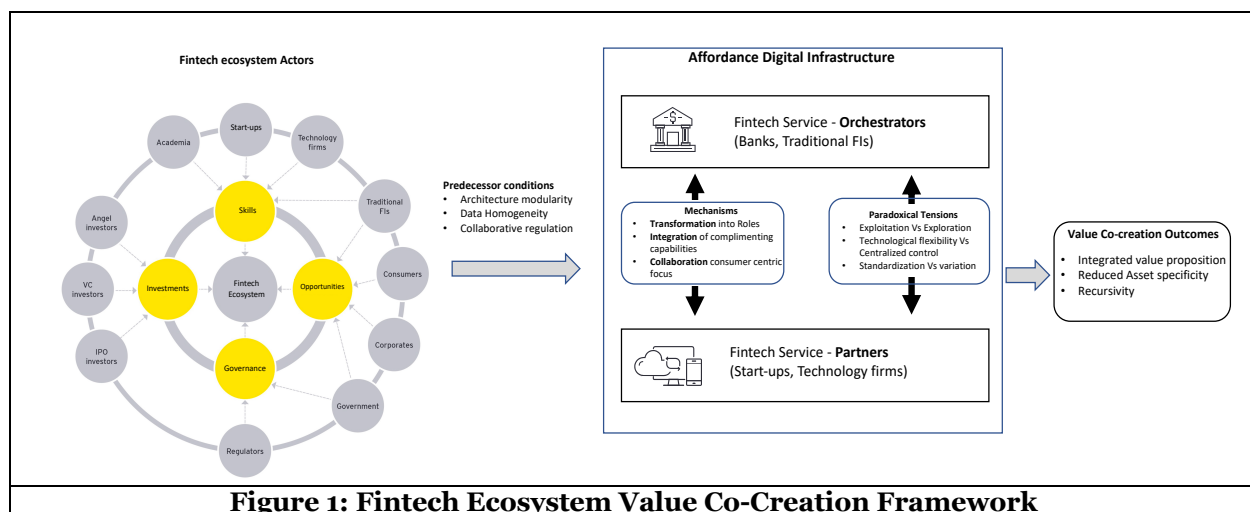 Fintech ecosystem Actors
Start-ups
Academia
Technology
firms
Angel
investors
Skills
Traditional
FIs
VC
investors
Investments
Fintech
Ecosystem
Opportunities
Consumers
IPO
investors
Governance
Corporates
Government
Regulators
Predecessor conditions
• Architecture modularity
• Data Homogeneity
• Collaborative regulation
Affordance Digital Infrastructure
$
Fintech Service - Orchestrators
(Banks, Traditional FIs)
Mechanisms
• Transformation into Roles
• Integration of complimenting
capabilities
• Collaboration consumer centric
focus
Paradoxical Tensions
• Exploitation Vs Exploration
• Technological flexibility Vs
Centralized control
• Standardization Vs variation
Fintech Service - Partners
(Start-ups, Technology firms)
Value Co-creation Outcomes
• Integrated value proposition
• Reduced Asset specificity
• Recursivity
Figure 1: Fintech Ecosystem Value Co-Creation Framework